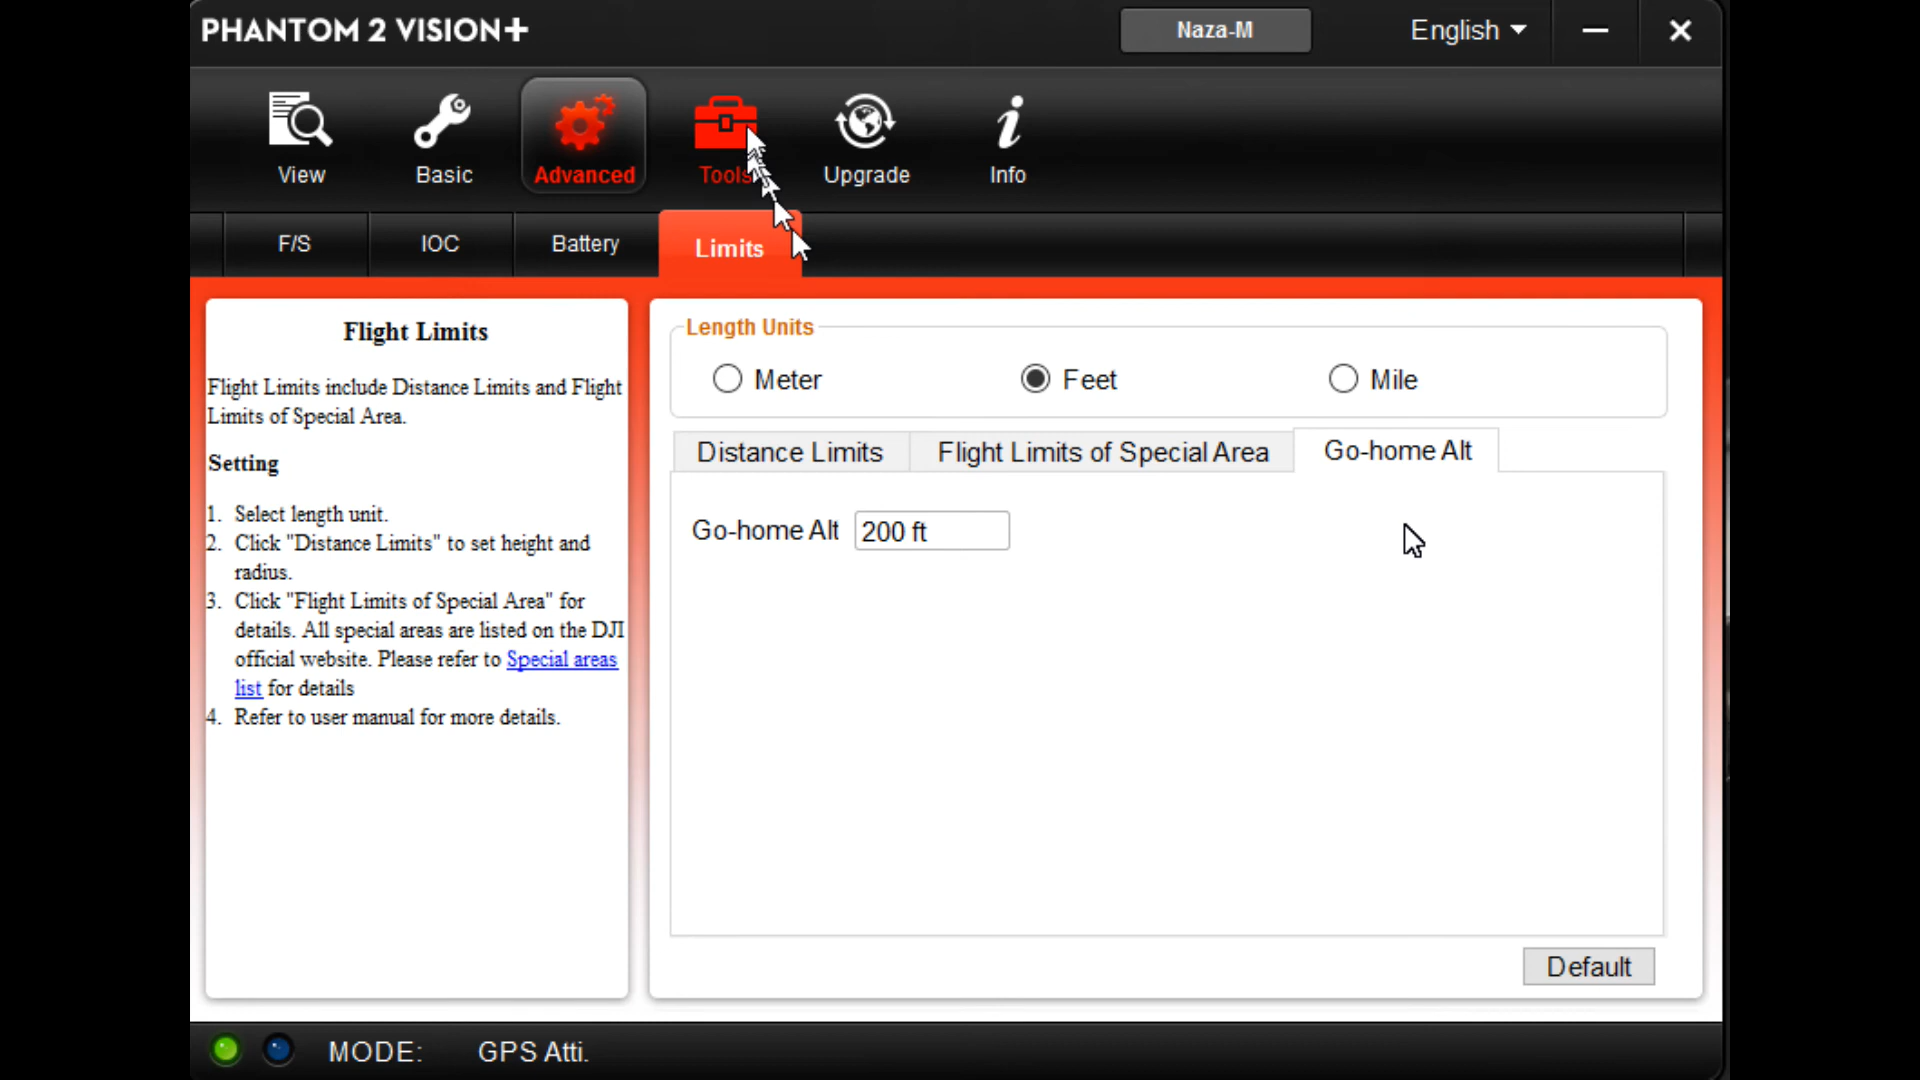 PHANTOM 2 VISION+
Naza-M
English
View
Basic
Advanced
Tools
Upgrade
Info
F/S
IOC
Battery
Limits
Flight Limits
Flight Limits include Distance Limits and Flight
Limits of Special Area.
Setting
1. Select length unit.
2. Click "Distance Limits" to set height and
radius.
3. Click "Flight Limits of Special Area" for
details. All special areas are listed on the DJI
official website. Please refer to Special areas
list for details
4. Refer to user manual for more details.
Length Units
Meter
Feet
Mile
Distance Limits
Flight Limits of Special Area
Go-home Alt
Go-home Alt 200 ft
Default
MODE: GPS Atti.